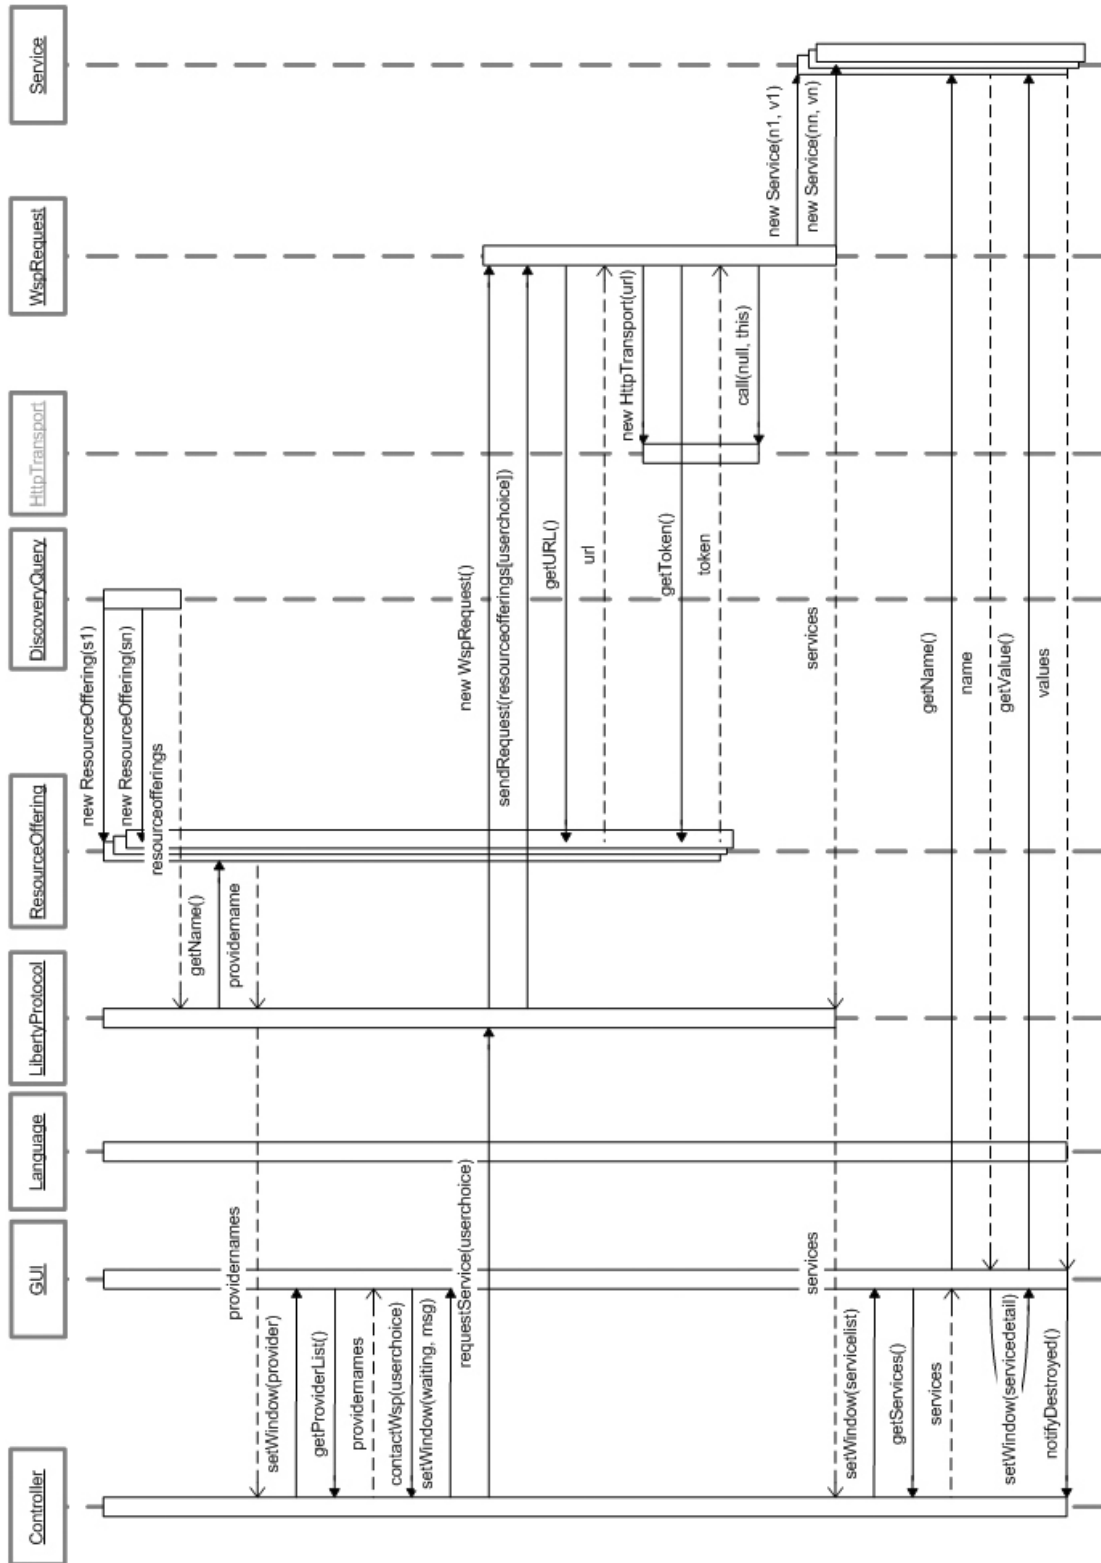 Controller
GUI
Language
LibertyProtocol
ResourceOffering
DiscoveryQuery
HttpTransport
WspRequest
Service
new ResourceOffering(s1)
new ResourceOffering(sn)
resourceofferings
getName()
providername
providernames
setWindow(provider)
getProviderList()
providernames
contactWsp(userchoice)
setWindow(waiting, msg)
requestService(userchoice)
new WspRequest()
sendRequest(resourceofferings[userchoice])
getURL()
url
new HttpTransport(url)
getToken()
token
call(null, this)
new Service(n1, v1)
new Service(nn, vn)
services
services
setWindow(servicelist)
getServices()
services
getName()
name
getValue()
values
setWindow(servicedetail)
notifyDestroyed()